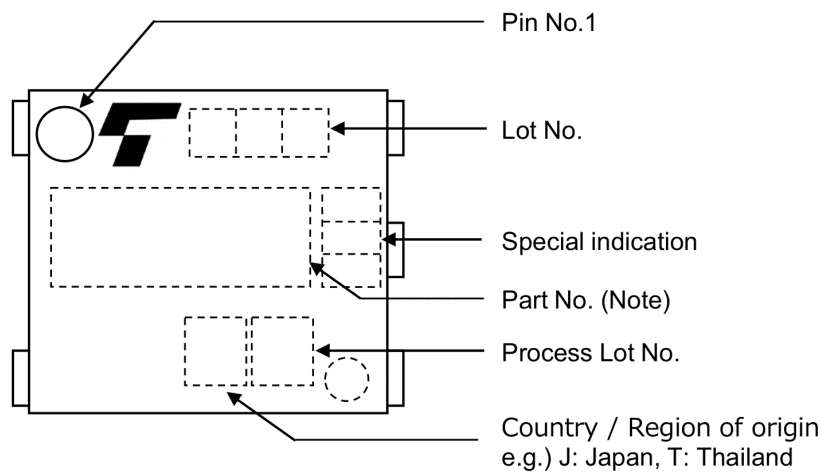 Pin No.1
Lot No.
Special indication
Part No. (Note)
Process Lot No.
Country / Region of origin
e.g.) J: Japan, T: Thailand